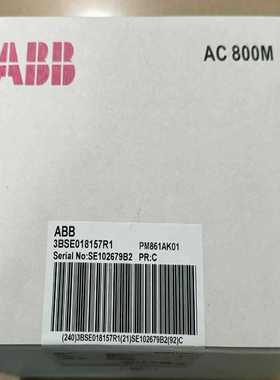 ABB
AC 800M
ABB
3BSE018157R1 PM861AK01
Serial No:SE102679B2 PR:C
(240)3BSE018157R1(21)SE102679B2(92)C